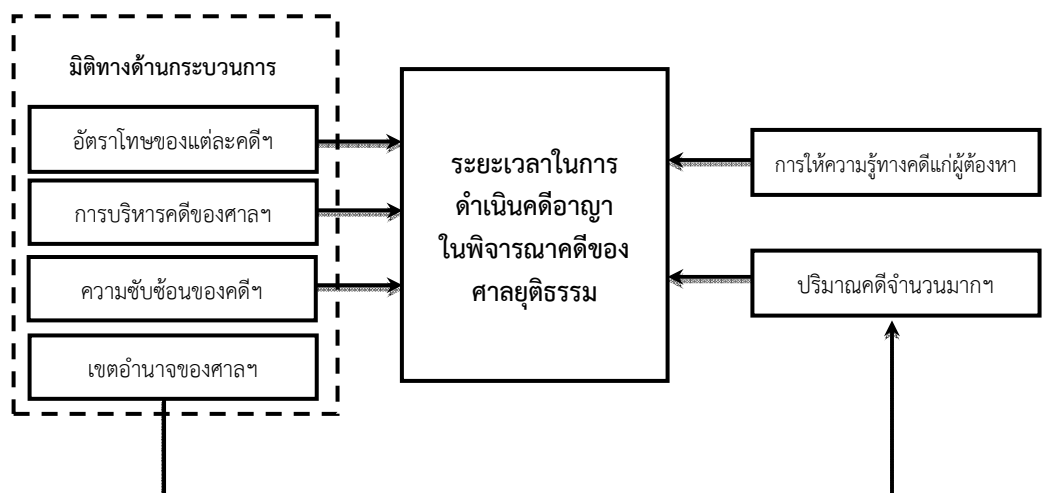 มิติทางด้านกระบวนการ
อัตราโทษของแต่ละคดีฯ
การบริหารคดีของศาลฯ
ความซับซ้อนของคดีฯ
เขตอำนาจของศาลฯ
ระยะเวลาในการ
ดำเนินคดีอาญา
ในพิจารณาคดีของ
ศาลยุติธรรม
การให้ความรู้ทางคดีแก่ผู้ต้องหา
ปริมาณคดีจำนวนมากฯ